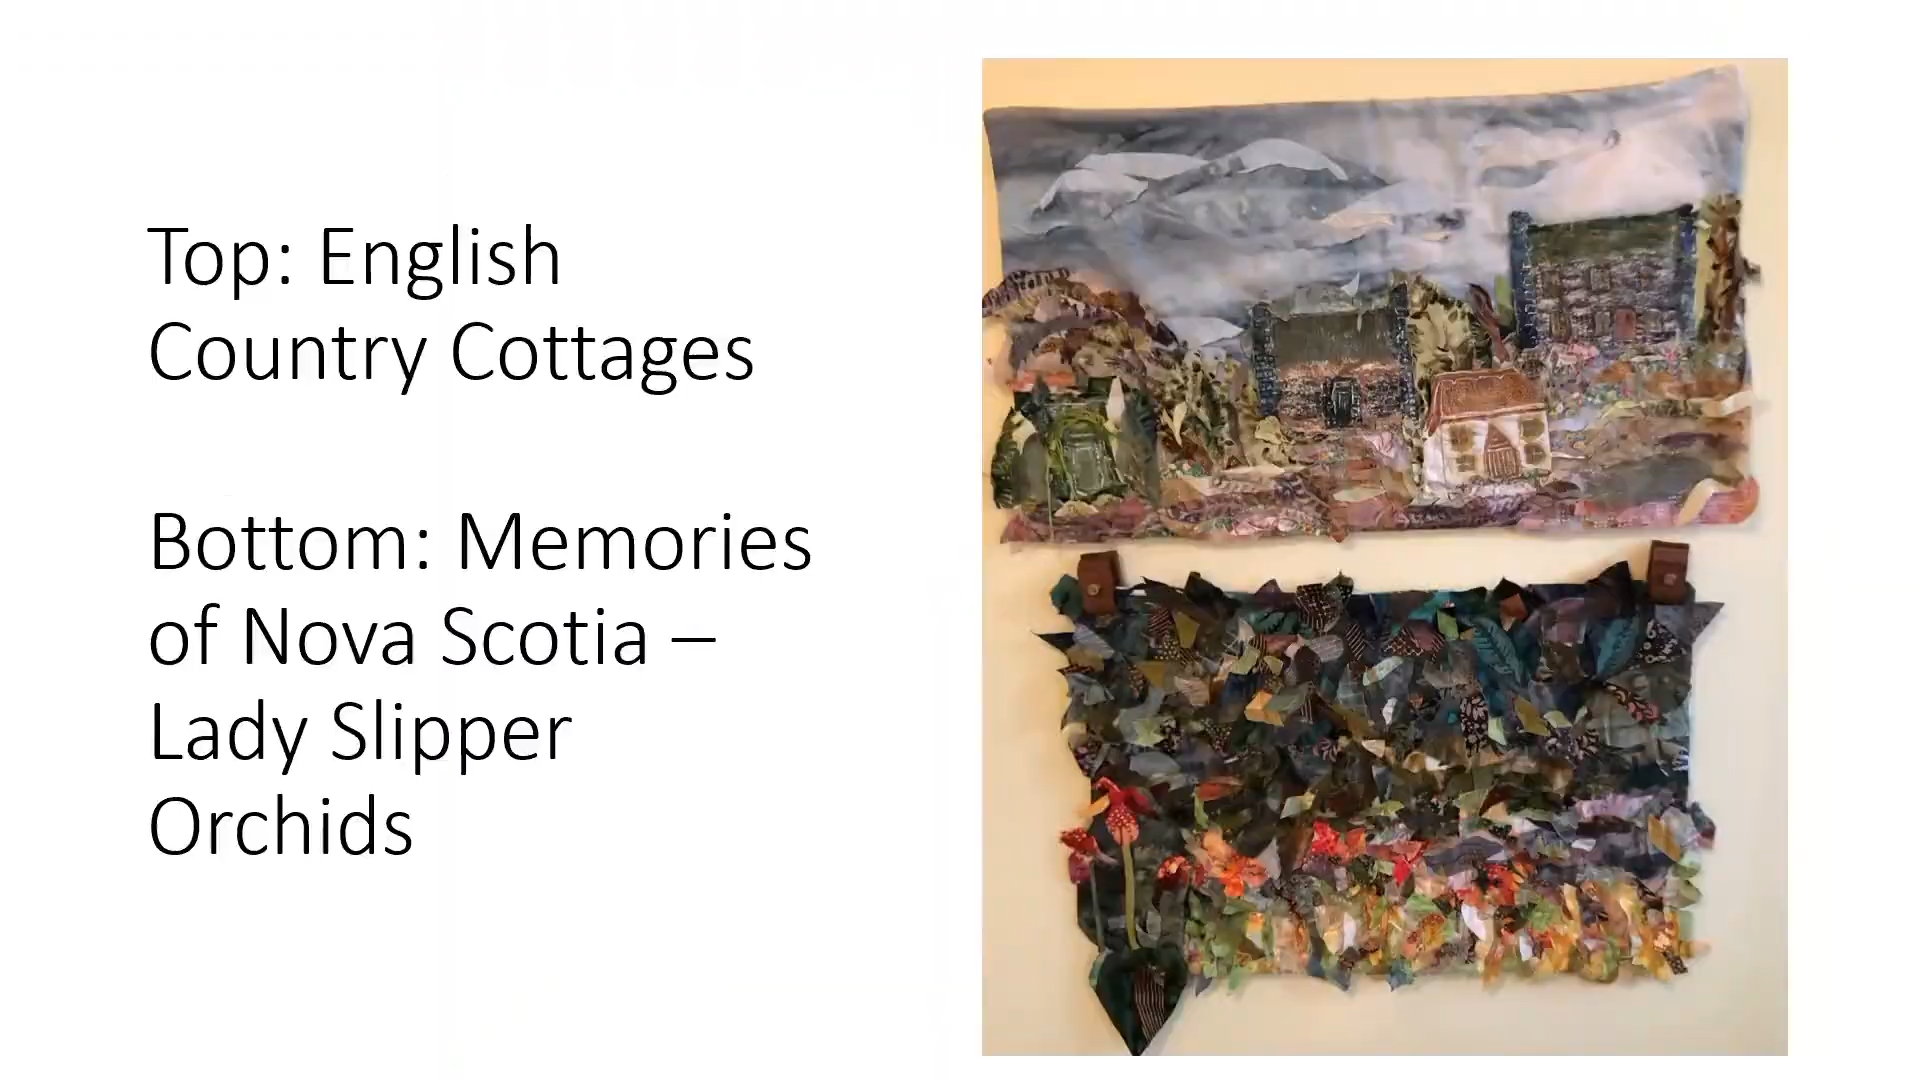 Top: English
Country Cottages
Bottom: Memories
of Nova Scotia –
Lady Slipper
Orchids